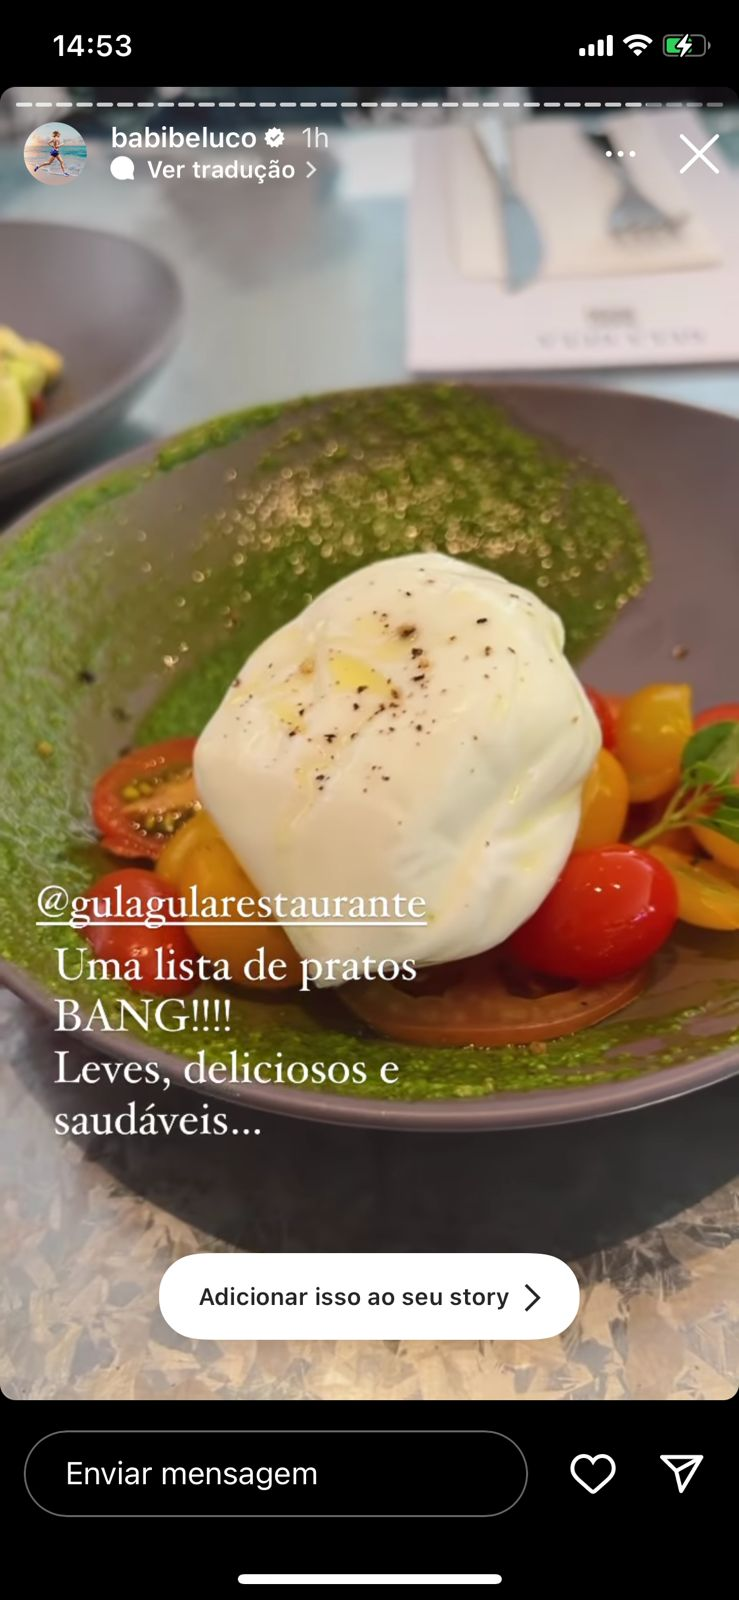 14:53
babibeluco 1h
Ver tradução
@gulagularestaurante
Uma lista de pratos
BANG!!!!
Leves, deliciosos e
saudáveis...
Adicionar isso ao seu story
Enviar mensagem